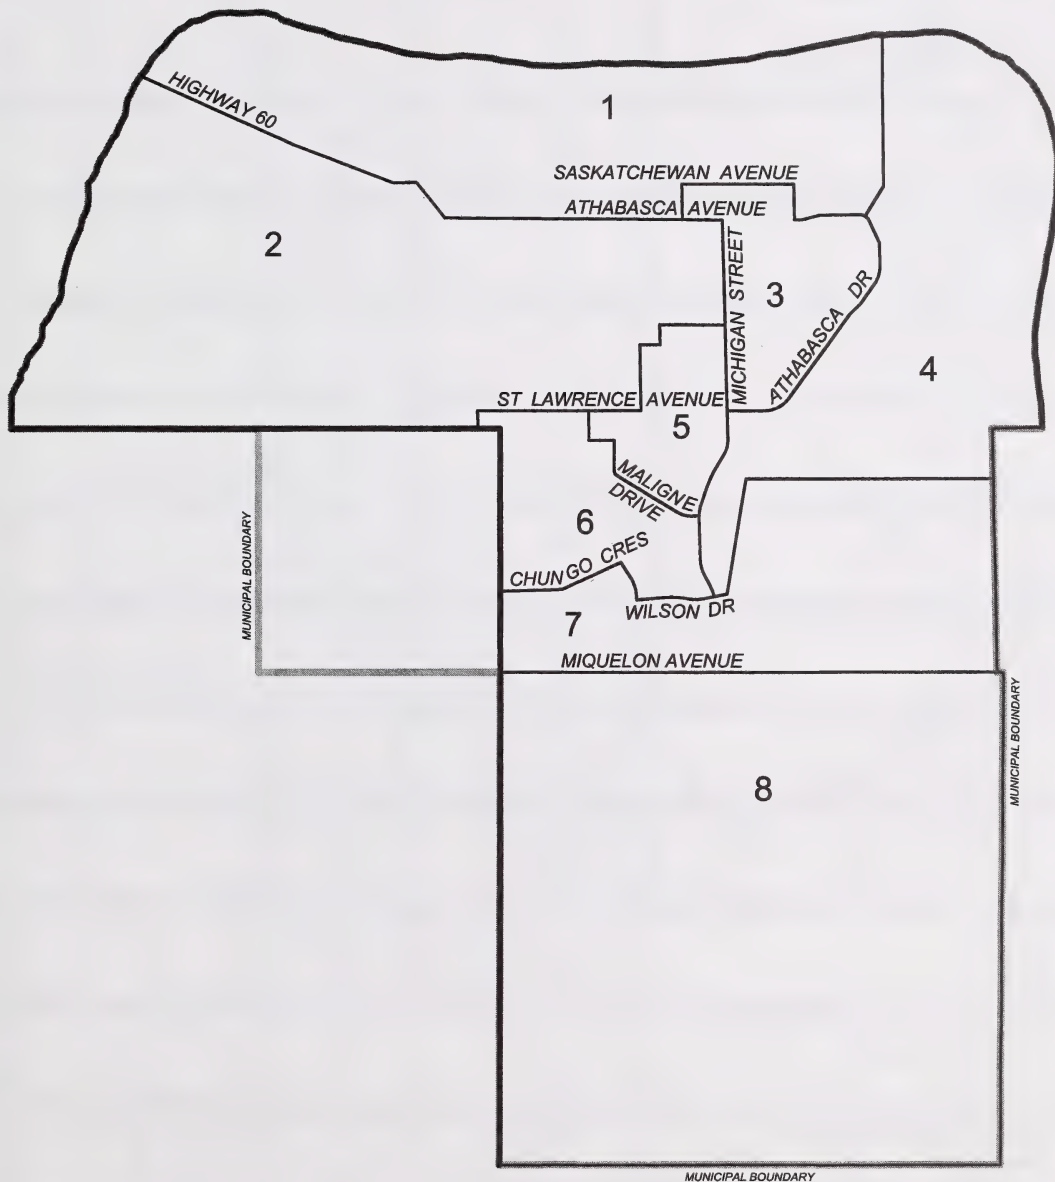 HIGHWAY 60
1
SASKATCHEWAN AVENUE
ATHABASCA AVENUE
2
MICHIGAN STREET
3
ATHABASCA DR
4
ST LAWRENCE AVENUE
5
MALIGNE
DRIVE
6
CHUNGO CRES
MUNICIPAL BOUNDARY
7
WILSON DR
MIQUELON AVENUE
MUNICIPAL BOUNDARY
8
MUNICIPAL BOUNDARY